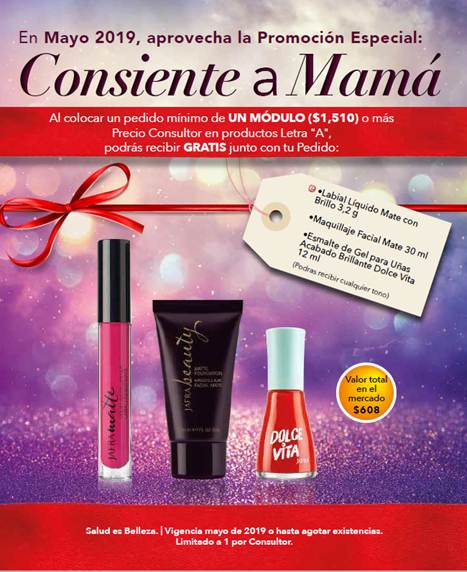 En Mayo 2019, aprovecha la Promoción Especial:
Consiente a Mamá
Al colocar un pedido mínimo de UN MÓDULO ($1,510) o más
Precio Consultor en productos Letra "A",
podrás recibir GRATIS junto con tu Pedido:
•Labial Líquido Mate con
Brillo 3,2 g
•Maquillaje Facial Mate 30 ml
•Esmalte de Gel para Uñas
Acabado Brillante Dolce Vita
12 ml
(Podras recibir cualquier tono)
JAFRA matte
JAFRA beauty
MATTE
FOUNDATION
MAQUILLAJE
FACIAL MATE
DOLCE
VITA
Valor total
en el
mercado
$608
Salud es Belleza. | Vigencia mayo de 2019 o hasta agotar existencias.
Limitado a 1 por Consultor.